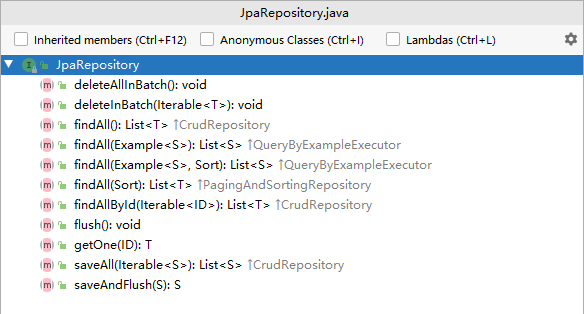 JpaRepository.java
Inherited members (Ctrl+F12) Anonymous Classes (Ctrl+I) Lambdas (Ctrl+L)
JpaRepository
deleteAllInBatch(): void
deleteInBatch(Iterable<T>): void
findAll(): List<T> ↑CrudRepository
findAll(Example<S>): List<S> ↑QueryByExampleExecutor
findAll(Example<S>, Sort): List<S> ↑QueryByExampleExecutor
findAll(Sort): List<T> ↑PagingAndSortingRepository
findAllById(Iterable<ID>): List<T> ↑CrudRepository
flush(): void
getOne(ID): T
saveAll(Iterable<S>): List<S> ↑CrudRepository
saveAndFlush(S): S